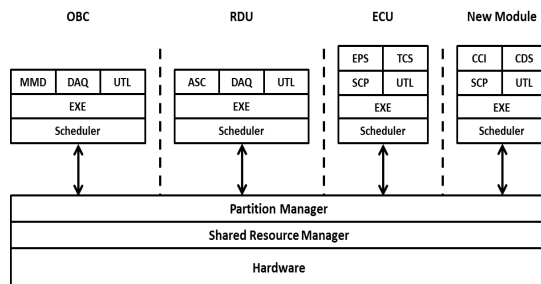 OBC RDU ECU New Module
EPS TCS CCI CDS
MMD DAQ UTL ASC DAQ UTL SCP UTL SCP UTL
EXE EXE EXE EXE
Scheduler Scheduler Scheduler Scheduler
Partition Manager
Shared Resource Manager
Hardware